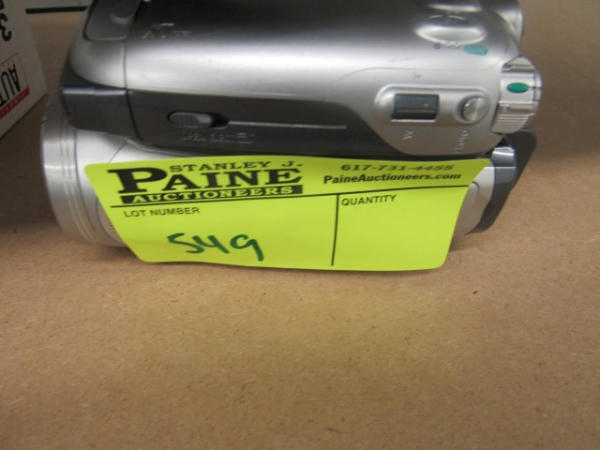 STANLEY J.
PAINE
AUCTIONEERS
617-731-4455
PaineAuctioneers.com
LOT NUMBER
QUANTITY
549
W